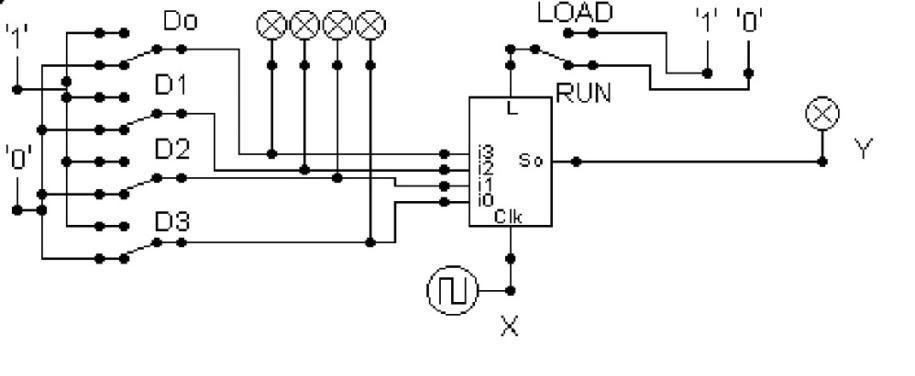 '1'
Do
LOAD
'1' '0'
D1
RUN
L
'0'
D2
i3
i2
i1
i0
So
Y
Clk
D3
X